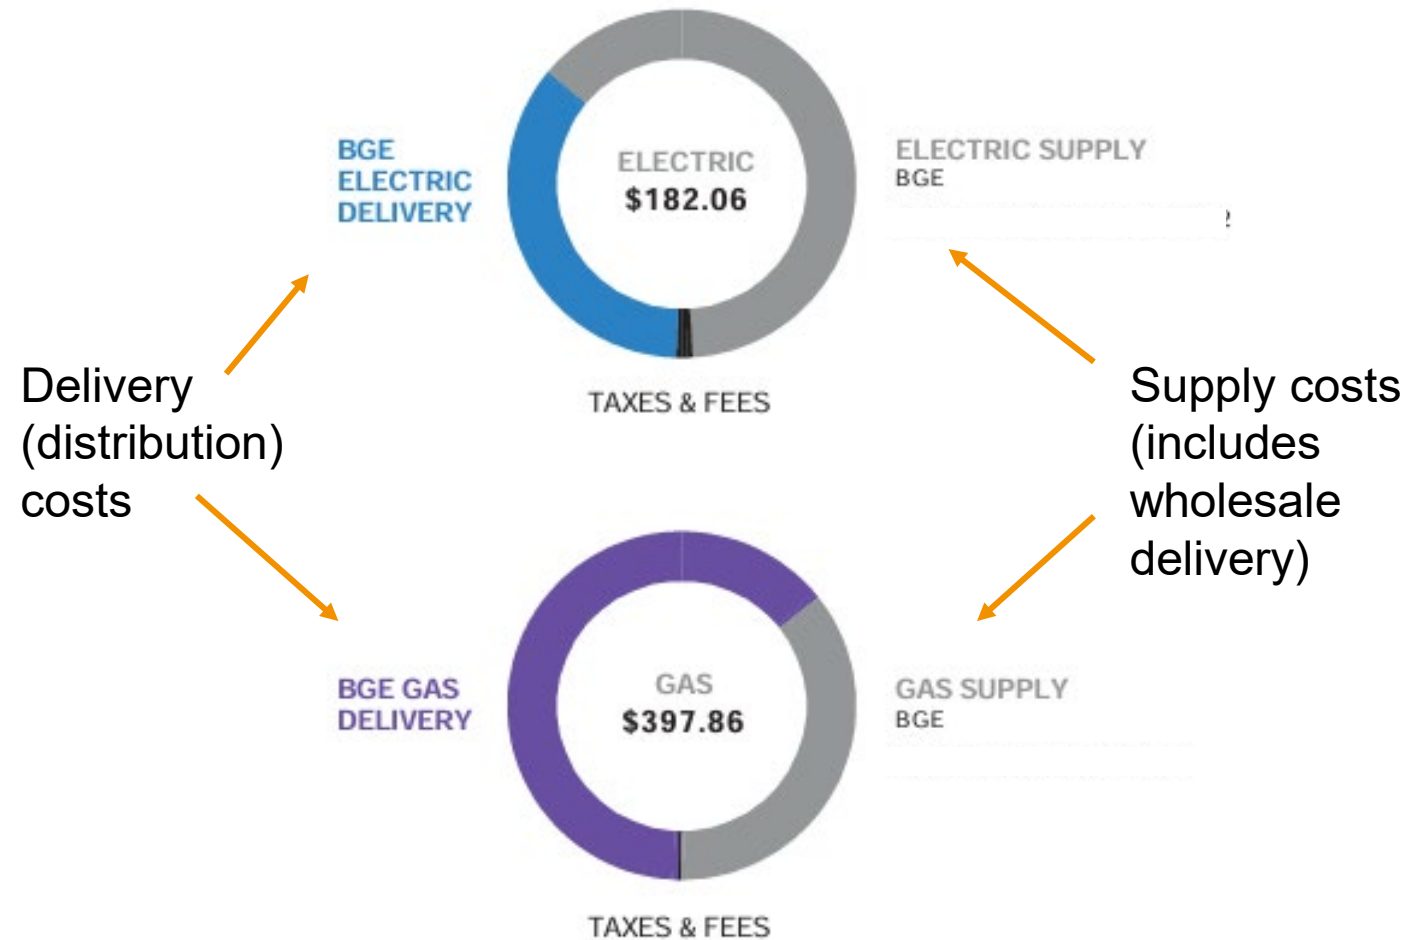 BGE
ELECTRIC
DELIVERY
ELECTRIC
$182.06
ELECTRIC SUPPLY
BGE
TAXES & FEES
Delivery
(distribution)
costs
Supply costs
(includes
wholesale
delivery)
BGE GAS
DELIVERY
GAS
$397.86
GAS SUPPLY
BGE
TAXES & FEES